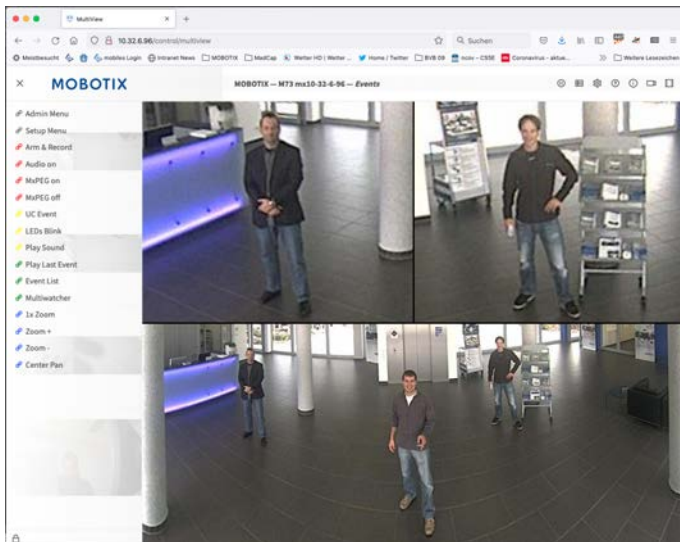 MultiView
10.32.6.96/control/multiview
Suchen
Meistbesucht
mobiles Login
Intranet News
MOBOTIX
MadCap
Wetter HD | Wetter ...
Home / Twitter
BVB 09
ncov – CSSE
Coronavirus - aktue...
Weitere Lesezeichen
MOBOTIX
MOBOTIX — M73 mx10-32-6-96 — Events
Admin Menu
Setup Menu
Arm & Record
Audio on
MxPEG on
MxPEG off
UC Event
LEDs Blink
Play Sound
Play Last Event
Event List
Multiwatcher
1x Zoom
Zoom +
Zoom -
Center Pan